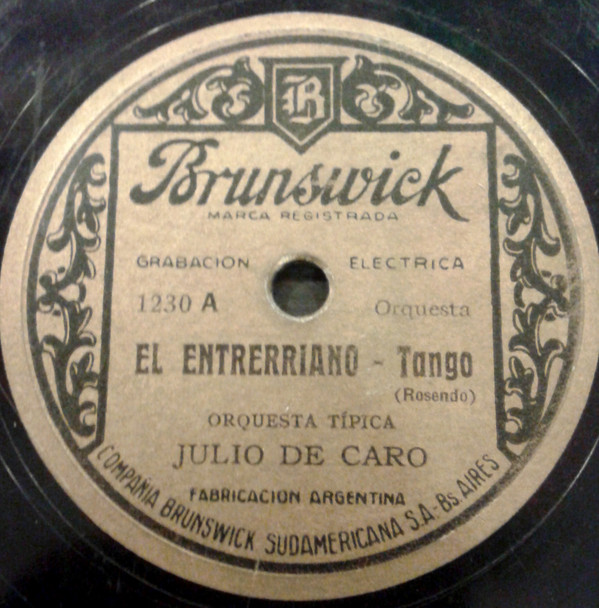 B
Brunswick
MARCA REGISTRADA
GRABACION ELECTRICA
1230 A Orquesta
EL ENTRERRIANO - Tango
(Rosendo)
ORQUESTA TÍPICA
JULIO DE CARO
FABRICACION ARGENTINA
COMPAÑIA BRUNSWICK SUDAMERICANA S.A.-Bs.AIRES